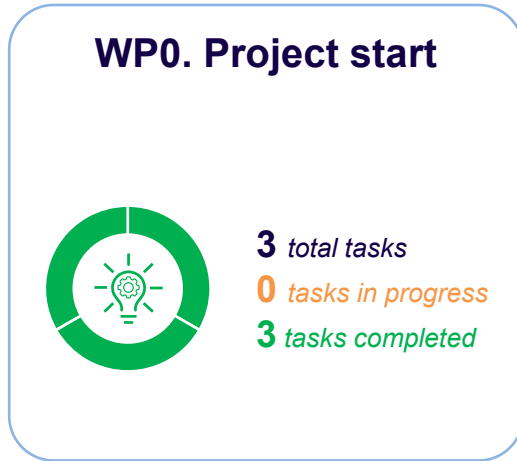 WP0. Project start
3 total tasks
0 tasks in progress
3 tasks completed